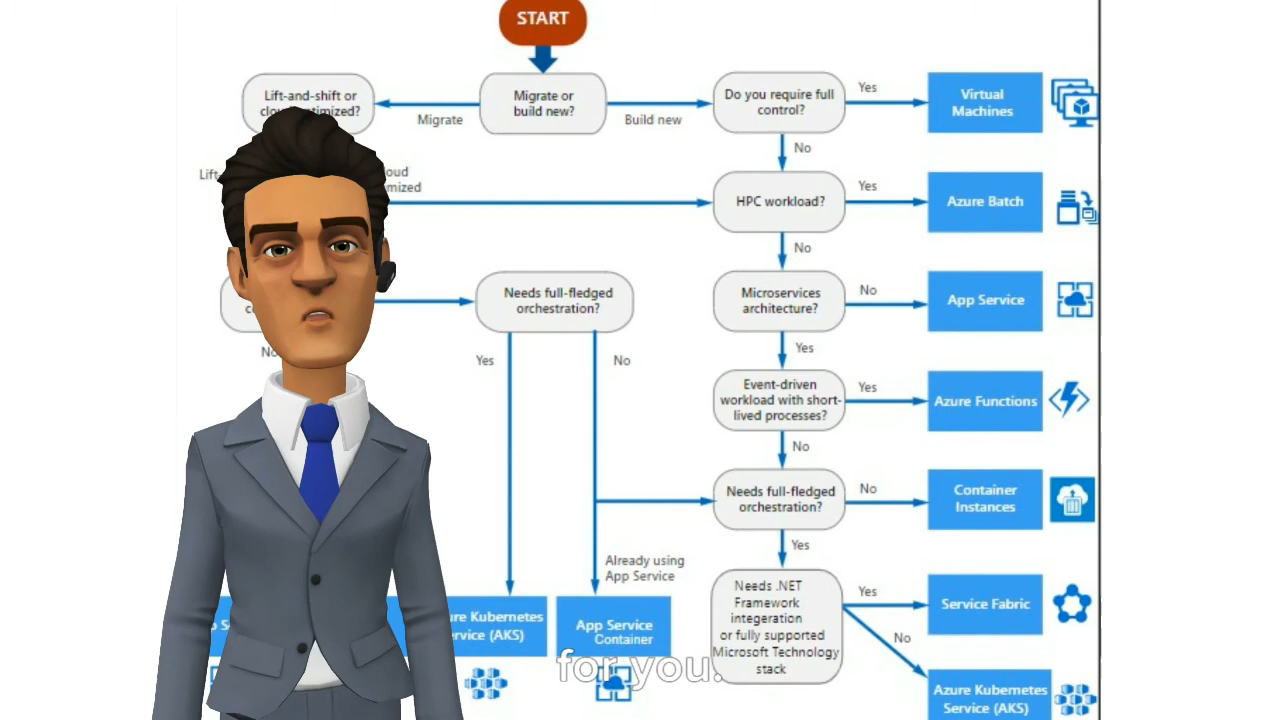 START
Lift-and-shift or
Migrate or
build new?
Do you require full
control?
Yes
Virtual
Machines
Migrate
Build new
No
HPC workload?
Yes
Azure Batch
No
Needs full-fledged
orchestration?
Microservices
architecture?
No
App Service
Yes
No
Yes
Event-driven
workload with short-
lived processes?
Yes
Azure Functions
No
Needs full-fledged
orchestration?
No
Container
Instances
Yes
Already using
App Service
Needs .NET
Framework
integeration
or fully supported
Microsoft Technology
stack
Yes
Service Fabric
No
Kubernetes
(AKS)
App Service
Container
Azure Kubernetes
Service (AKS)
for you.